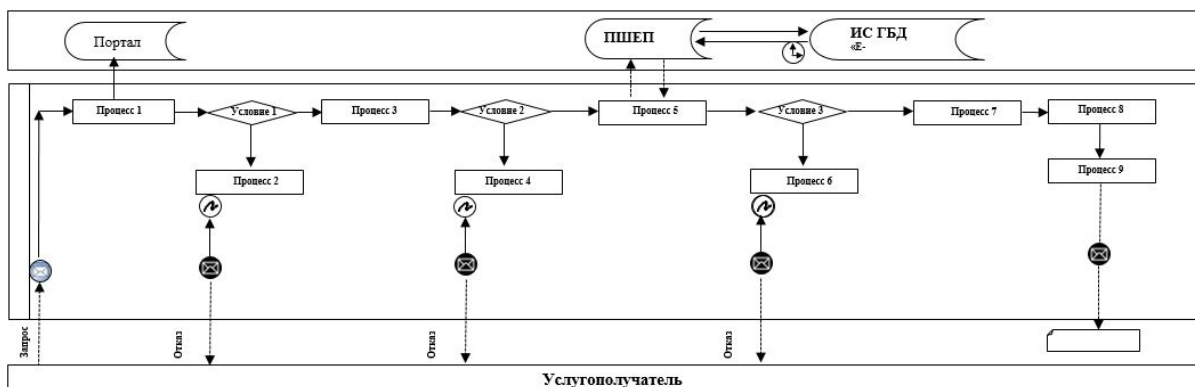 Портал
ПШЕП
ИС ГБД
«Е-
Процесс 1
Условие 1
Процесс 3
Условие 2
Процесс 5
Условие 3
Процесс 7
Процесс 8
Процесс 2
Процесс 4
Процесс 6
Процесс 9
Запрос
Отказ
Отказ
Отказ
Услугополучатель